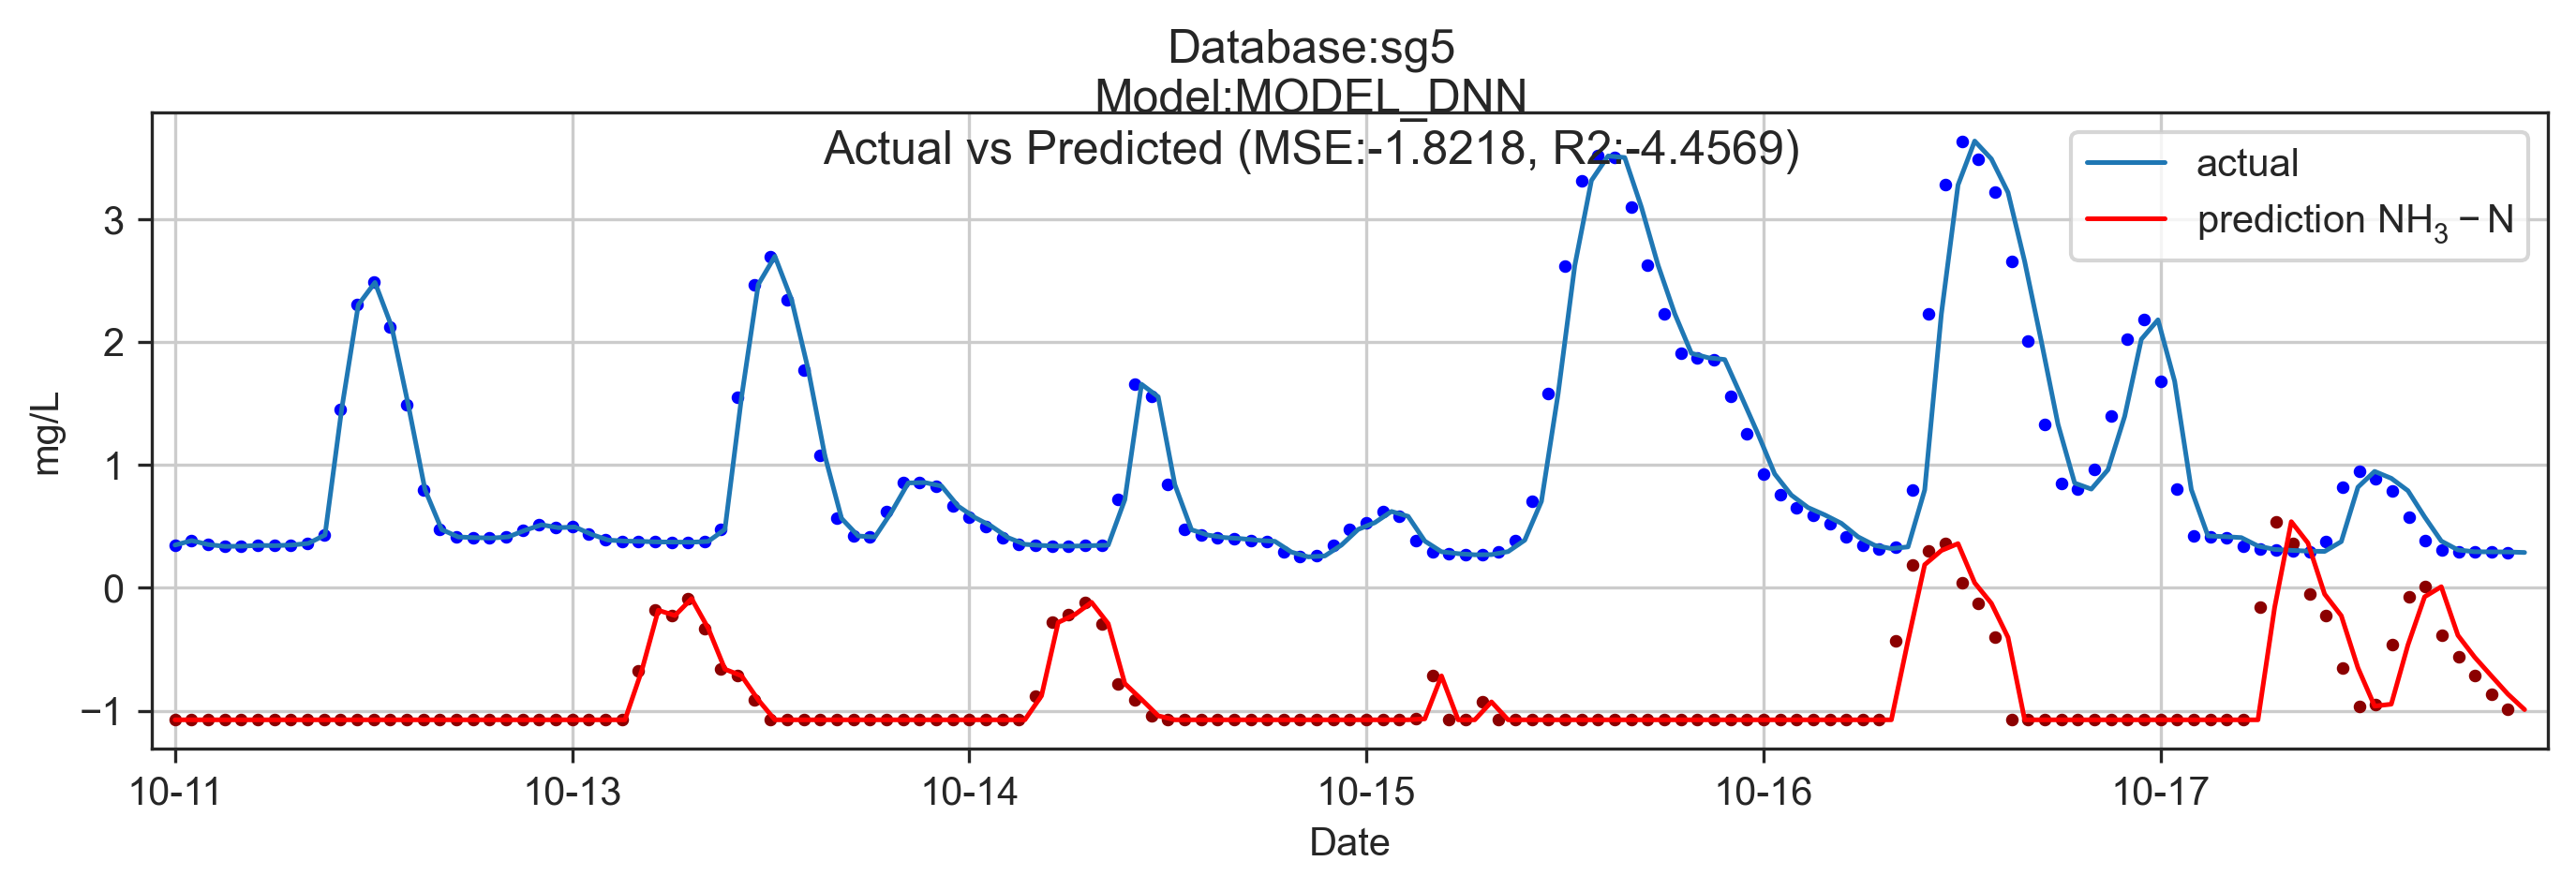 Database:sg5
Model:MODEL_DNN
Actual vs Predicted (MSE:-1.8218, R2:-4.4569)
actual
prediction NH₃ − N
3
2
1
0
−1
mg/L
10-11 10-13 10-14 10-15 10-16 10-17
Date